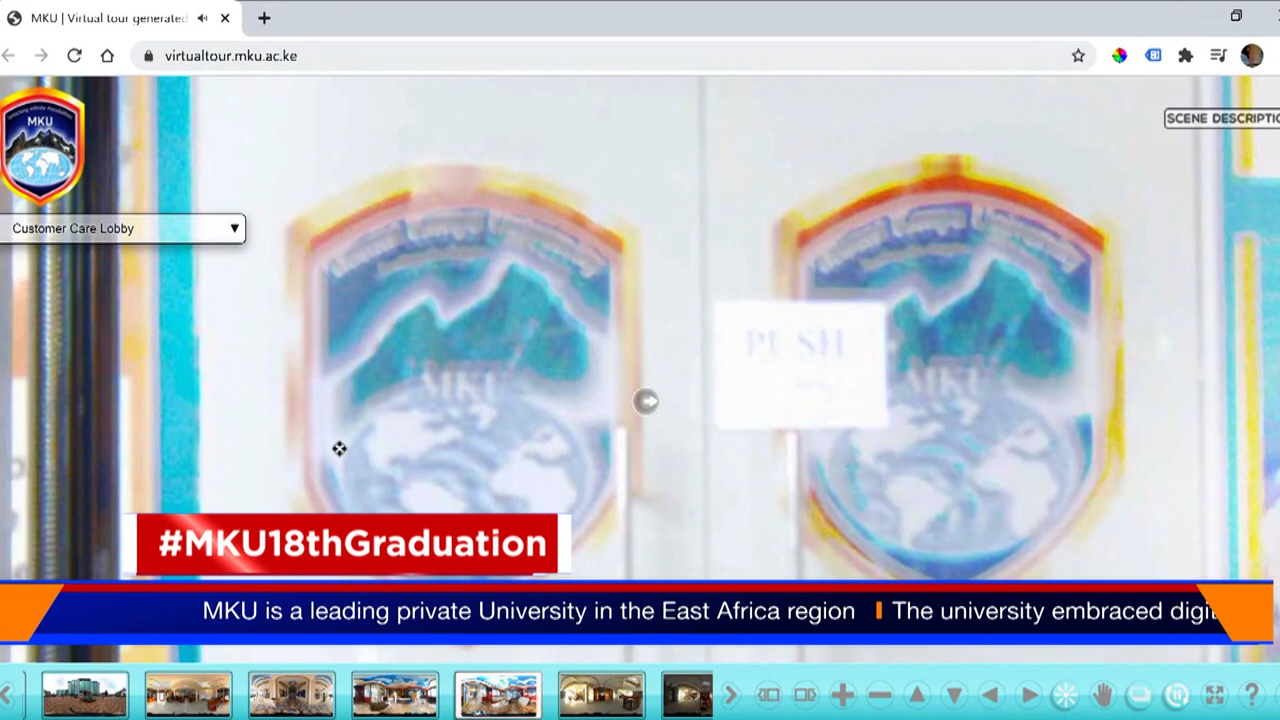 MKU | Virtual tour generated
virtualtour.mku.ac.ke
MKU
SCENE DESCRIPTIO
Customer Care Lobby
PUSH
MKU
MKU
#MKU18thGraduation
MKU is a leading private University in the East Africa region
The university embraced digit